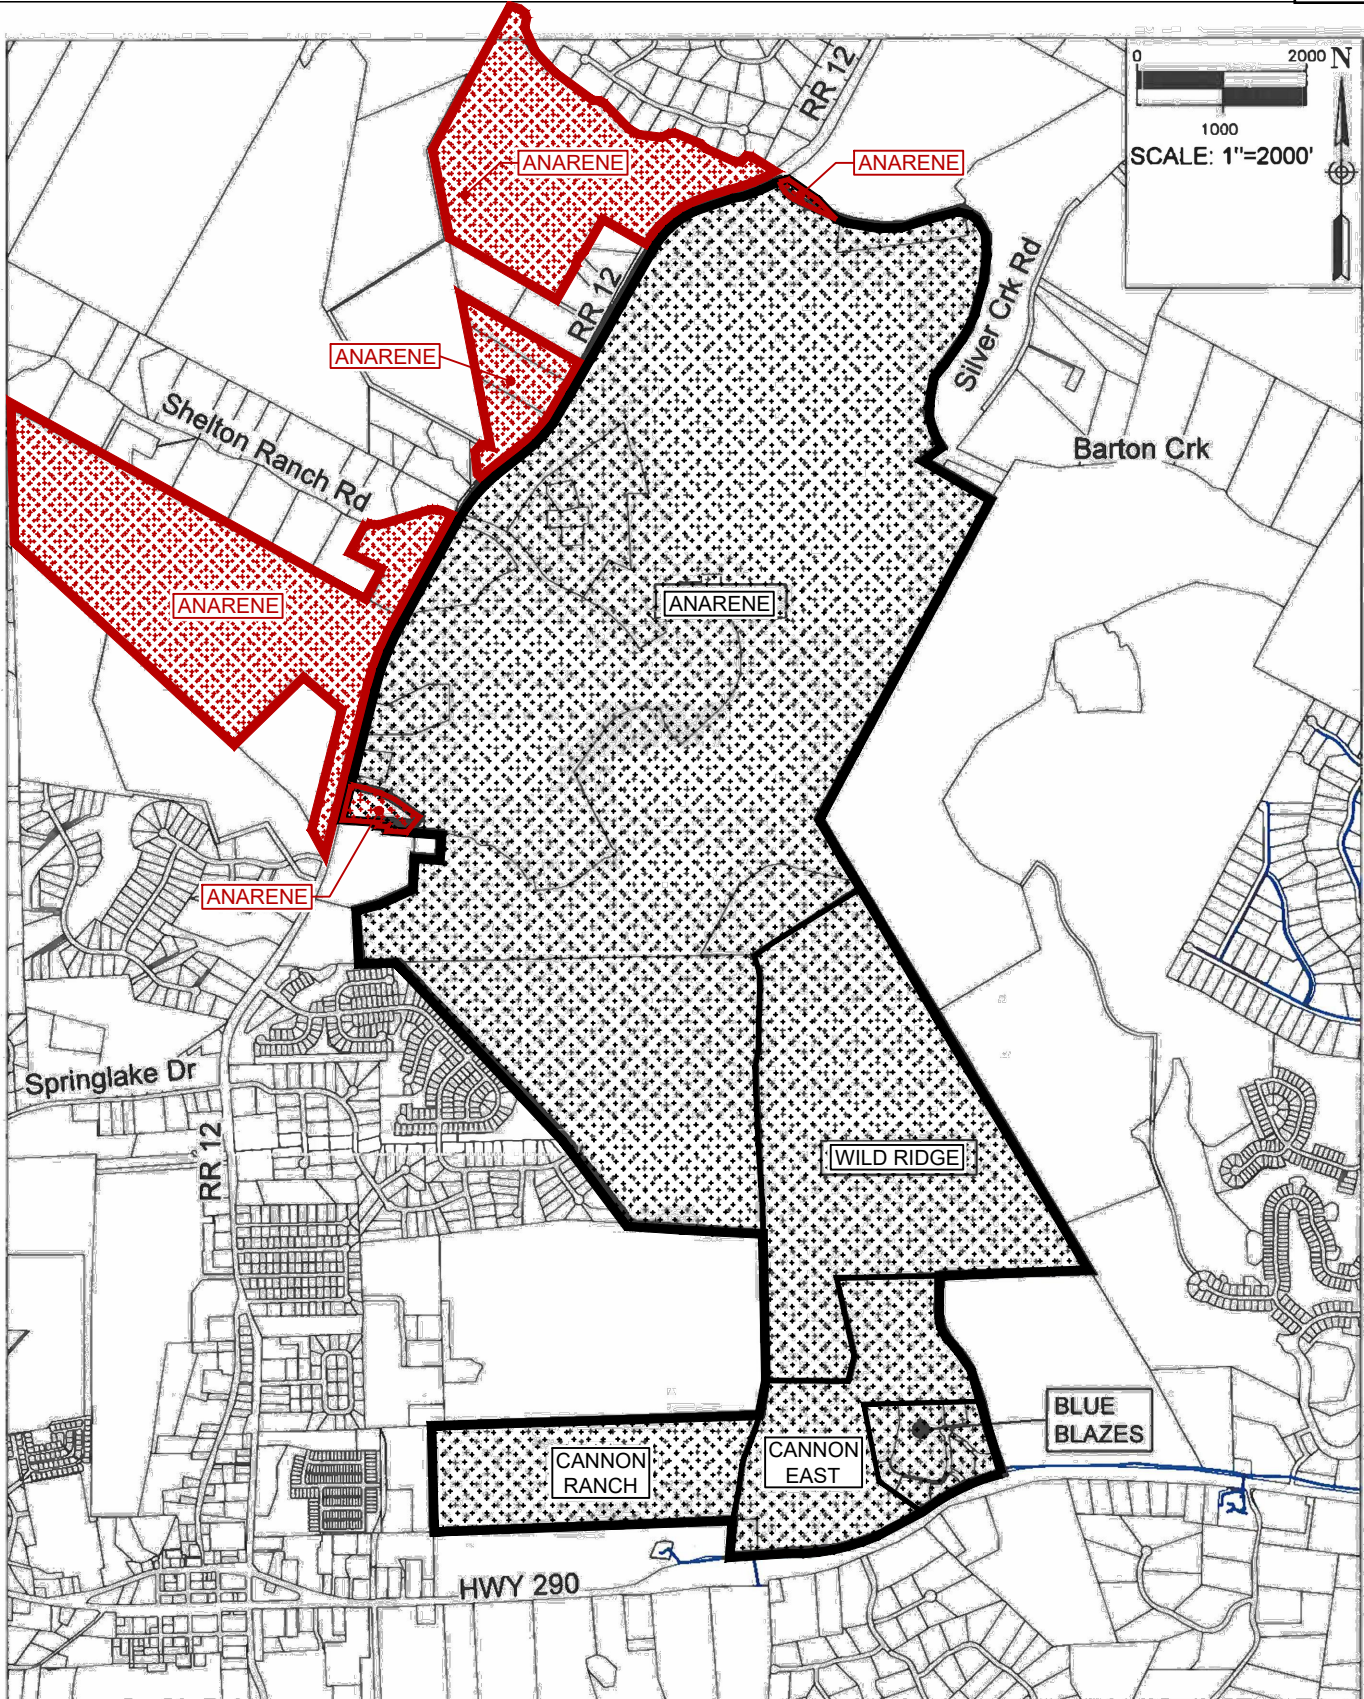 0
2000 N
1000
SCALE: 1"=2000'
RR 12
ANARENE
ANARENE
Silver Crk Rd
RR 12
ANARENE
Shelton Ranch Rd
Barton Crk
ANARENE
ANARENE
ANARENE
Springlake Dr
RR 12
WILD RIDGE
BLUE
BLAZES
CANNON
EAST
CANNON
RANCH
HWY 290